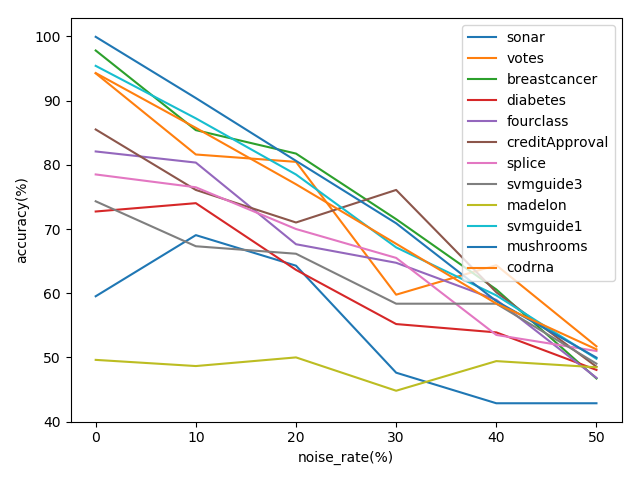 100
90
80
70
60
50
40
accuracy(%)
0
10
20
30
40
50
noise_rate(%)
sonar
votes
breastcancer
diabetes
fourclass
creditApproval
splice
svmguide3
madelon
svmguide1
mushrooms
codrna